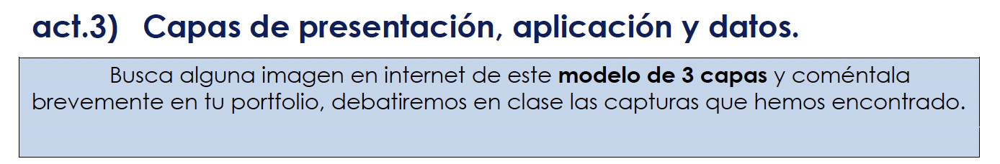 act.3) Capas de presentación, aplicación y datos.
Busca alguna imagen en internet de este modelo de 3 capas y coméntala
brevemente en tu portfolio, debatiremos en clase las capturas que hemos encontrado.